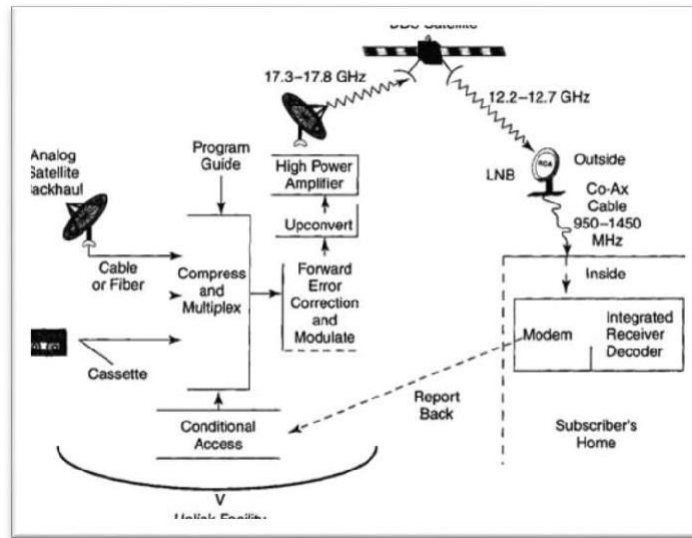 17.3–17.8 GHz
12.2–12.7 GHz
Analog
Program
Guide
High Power
Amplifier
LNB
RCA
Outside
Co-Ax
Cable
950–1450
MHz
Upconvert
Cable
or Fiber
Compress
and
Multiplex
Forward
Error
Correction
and
Modulate
Inside
Modem
Integrated
Receiver
Decoder
Cassette
Report
Back
Conditional
Access
Subscriber's
Home